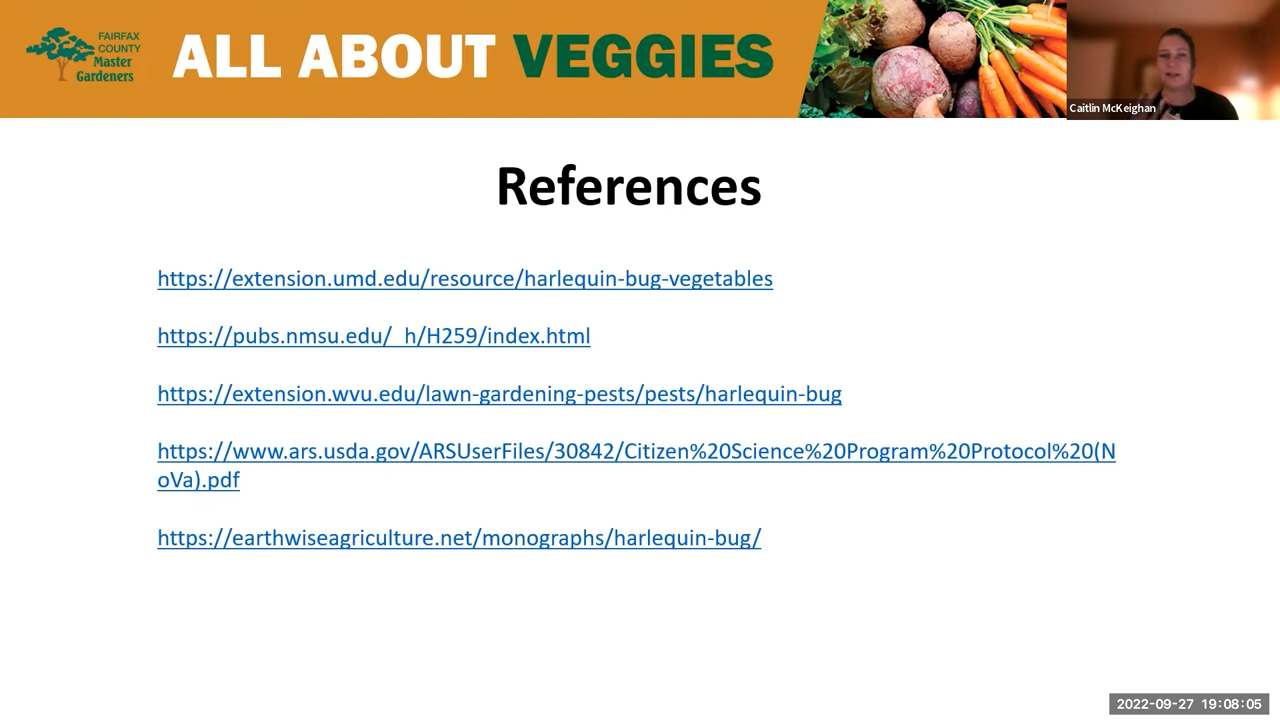 FAIRFAX
COUNTY
Master
Gardeners
ALL ABOUT VEGGIES
Caitlin McKeighan
References
https://extension.umd.edu/resource/harlequin-bug-vegetables
https://pubs.nmsu.edu/_h/H259/index.html
https://extension.wvu.edu/lawn-gardening-pests/pests/harlequin-bug
https://www.ars.usda.gov/ARSUserFiles/30842/Citizen%20Science%20Program%20Protocol%20(N
oVa).pdf
https://earthwiseagriculture.net/monographs/harlequin-bug/
2022-09-27 19:08:05